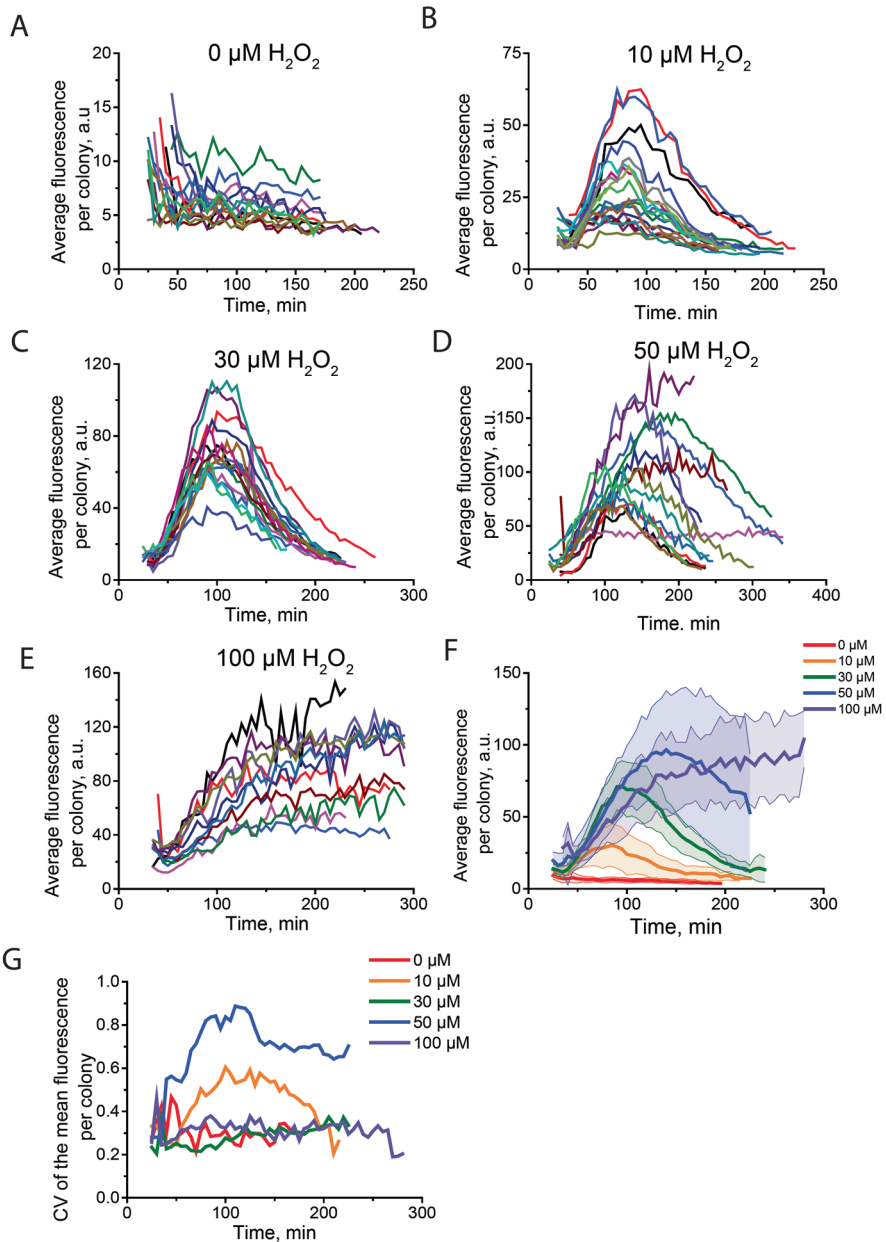 A
0 µM H₂O₂
Average fluorescence
per colony, a.u
20
15
10
5
0
0 50 100 150 200 250
Time, min
B
10 µM H₂O₂
Average fluorescence
per colony, a.u.
75
50
25
0
0 50 100 150 200 250
Time. min
C
30 µM H₂O₂
Average fluorescence
per colony, a.u.
120
80
40
0
0 100 200 300
Time, min
D
50 µM H₂O₂
Average fluorescence
per colony, a.u.
200
150
100
50
0
0 100 200 300 400
Time. min
E
100 µM H₂O₂
Average fluorescence
per colony, a.u.
160
120
80
40
0
0 100 200 300
Time, min
F
0 µM
10 µM
30 µM
50 µM
100 µM
Average fluorescence
per colony, a.u.
150
100
50
0
0 100 200 300
Time, min
G
0 µM
10 µM
30 µM
50 µM
100 µM
CV of the mean fluorescence
per colony
1.0
0.8
0.6
0.4
0.2
0.0
0 100 200 300
Time, min